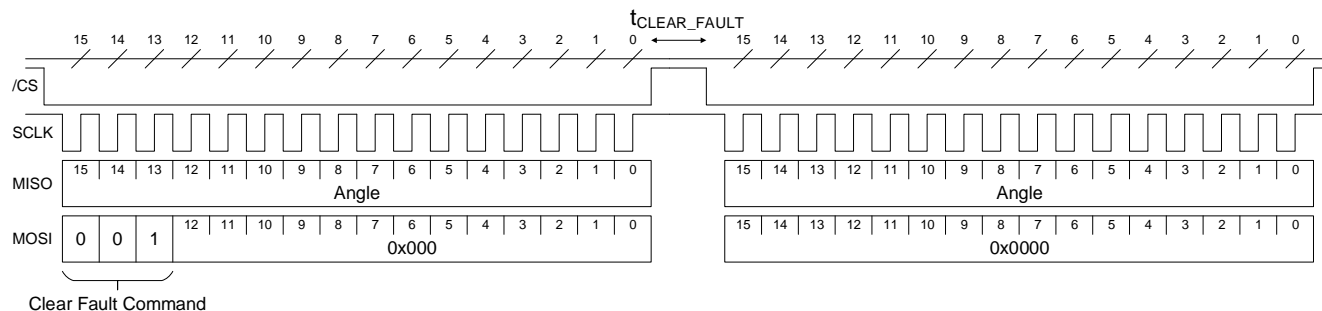 t_CLEAR_FAULT
15 14 13 12 11 10 9 8 7 6 5 4 3 2 1 0 15 14 13 12 11 10 9 8 7 6 5 4 3 2 1 0
/CS
SCLK
15 14 13 12 11 10 9 8 7 6 5 4 3 2 1 0 15 14 13 12 11 10 9 8 7 6 5 4 3 2 1 0
MISO
Angle Angle
12 11 10 9 8 7 6 5 4 3 2 1 0 15 14 13 12 11 10 9 8 7 6 5 4 3 2 1 0
MOSI 0 0 1
0x000 0x0000
Clear Fault Command